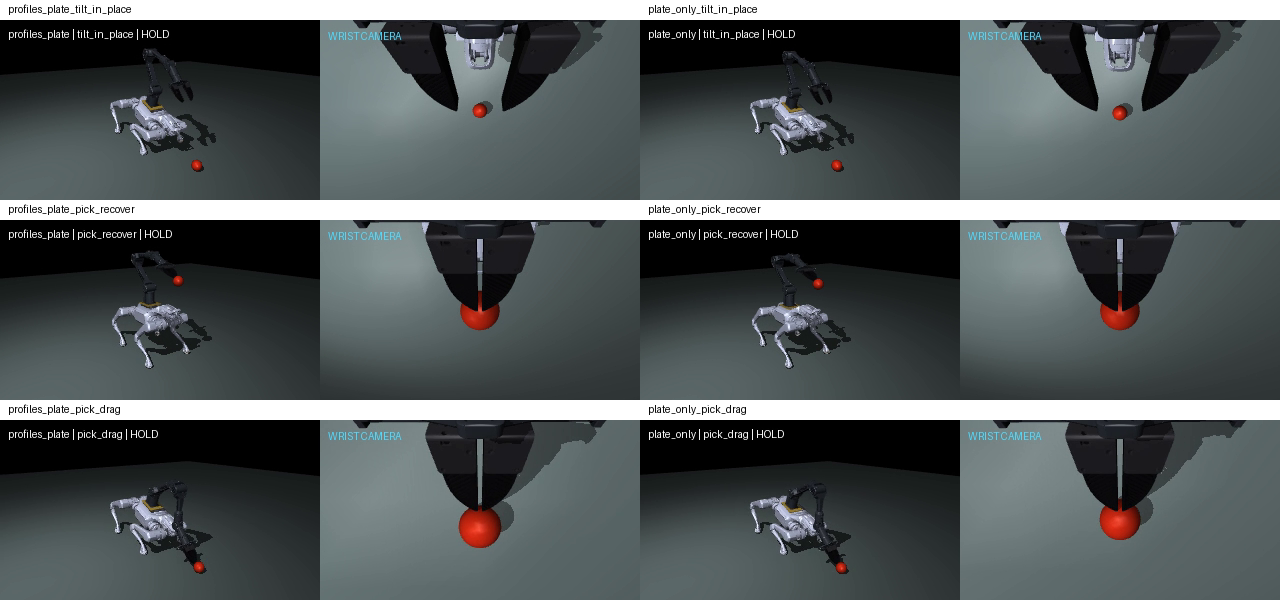 profiles_plate_tilt_in_place
plate_only_tilt_in_place
profiles_plate | tilt_in_place | HOLD
WRISTCAMERA
plate_only | tilt_in_place | HOLD
WRISTCAMERA
profiles_plate_pick_recover
plate_only_pick_recover
profiles_plate | pick_recover | HOLD
WRISTCAMERA
plate_only | pick_recover | HOLD
WRISTCAMERA
profiles_plate_pick_drag
plate_only_pick_drag
profiles_plate | pick_drag | HOLD
WRISTCAMERA
plate_only | pick_drag | HOLD
WRISTCAMERA